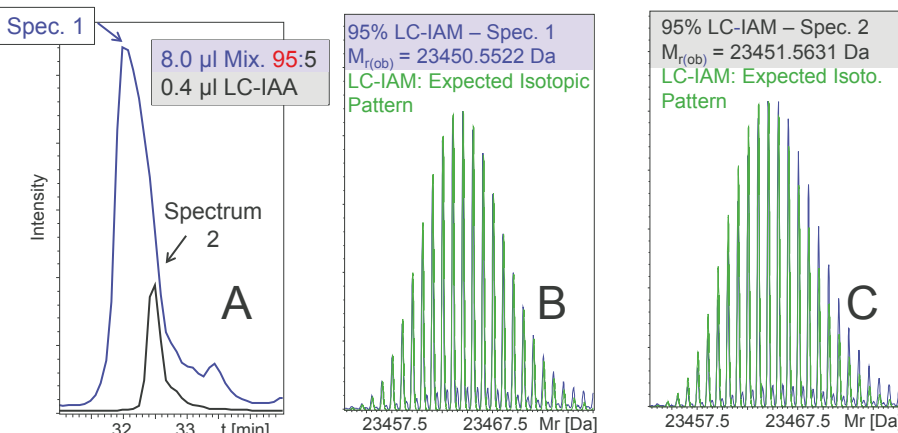 Spec. 1
8.0 µl Mix. 95:5
0.4 µl LC-IAA
Intensity
Spectrum
2
A
32
33
t [min]
95% LC-IAM – Spec. 1
Mr(ob) = 23450.5522 Da
LC-IAM: Expected Isotopic
Pattern
B
23457.5
23467.5
Mr [Da]
95% LC-IAM – Spec. 2
Mr(ob) = 23451.5631 Da
LC-IAM: Expected Isoto.
Pattern
C
23457.5
23467.5
Mr [Da]